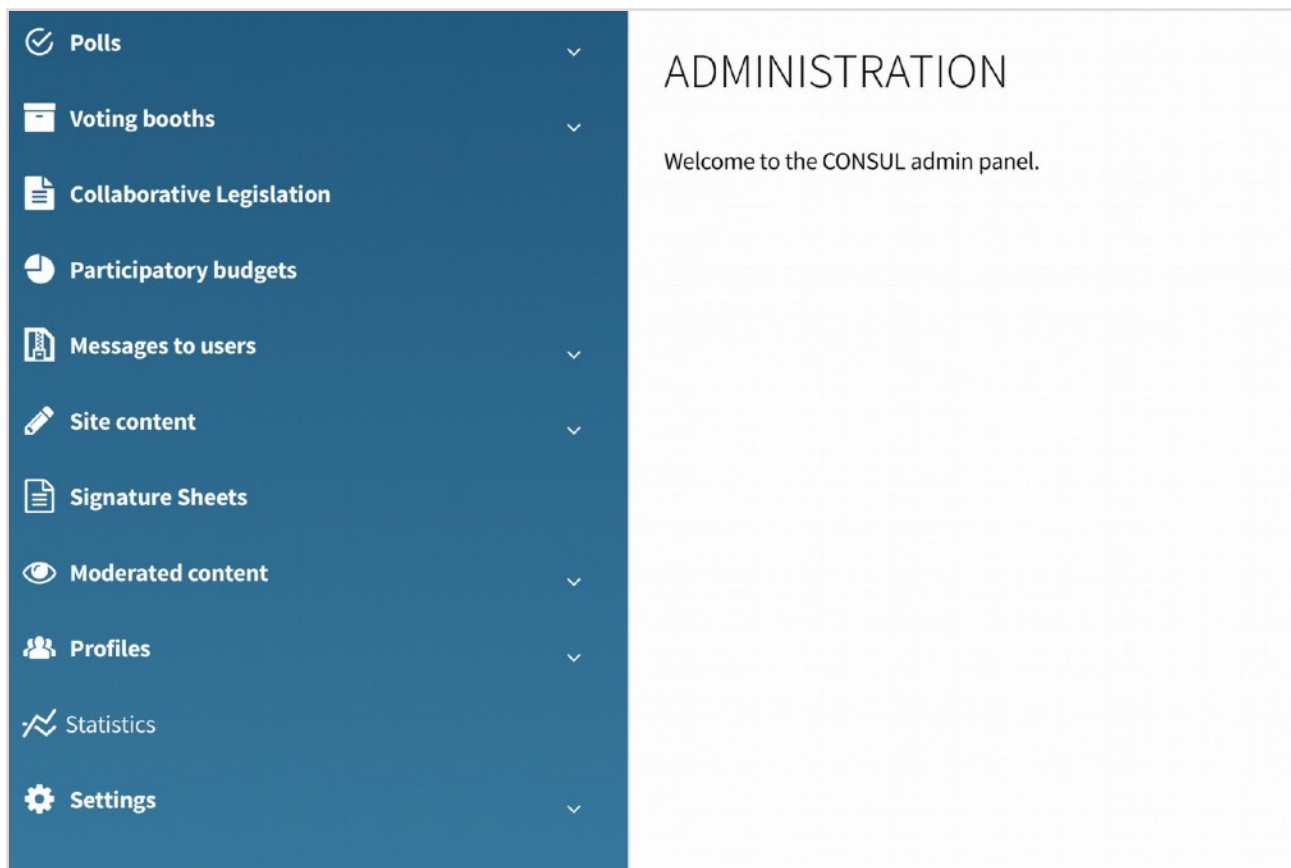 Polls
Voting booths
Collaborative Legislation
Participatory budgets
Messages to users
Site content
Signature Sheets
Moderated content
Profiles
Statistics
Settings
ADMINISTRATION
Welcome to the CONSUL admin panel.